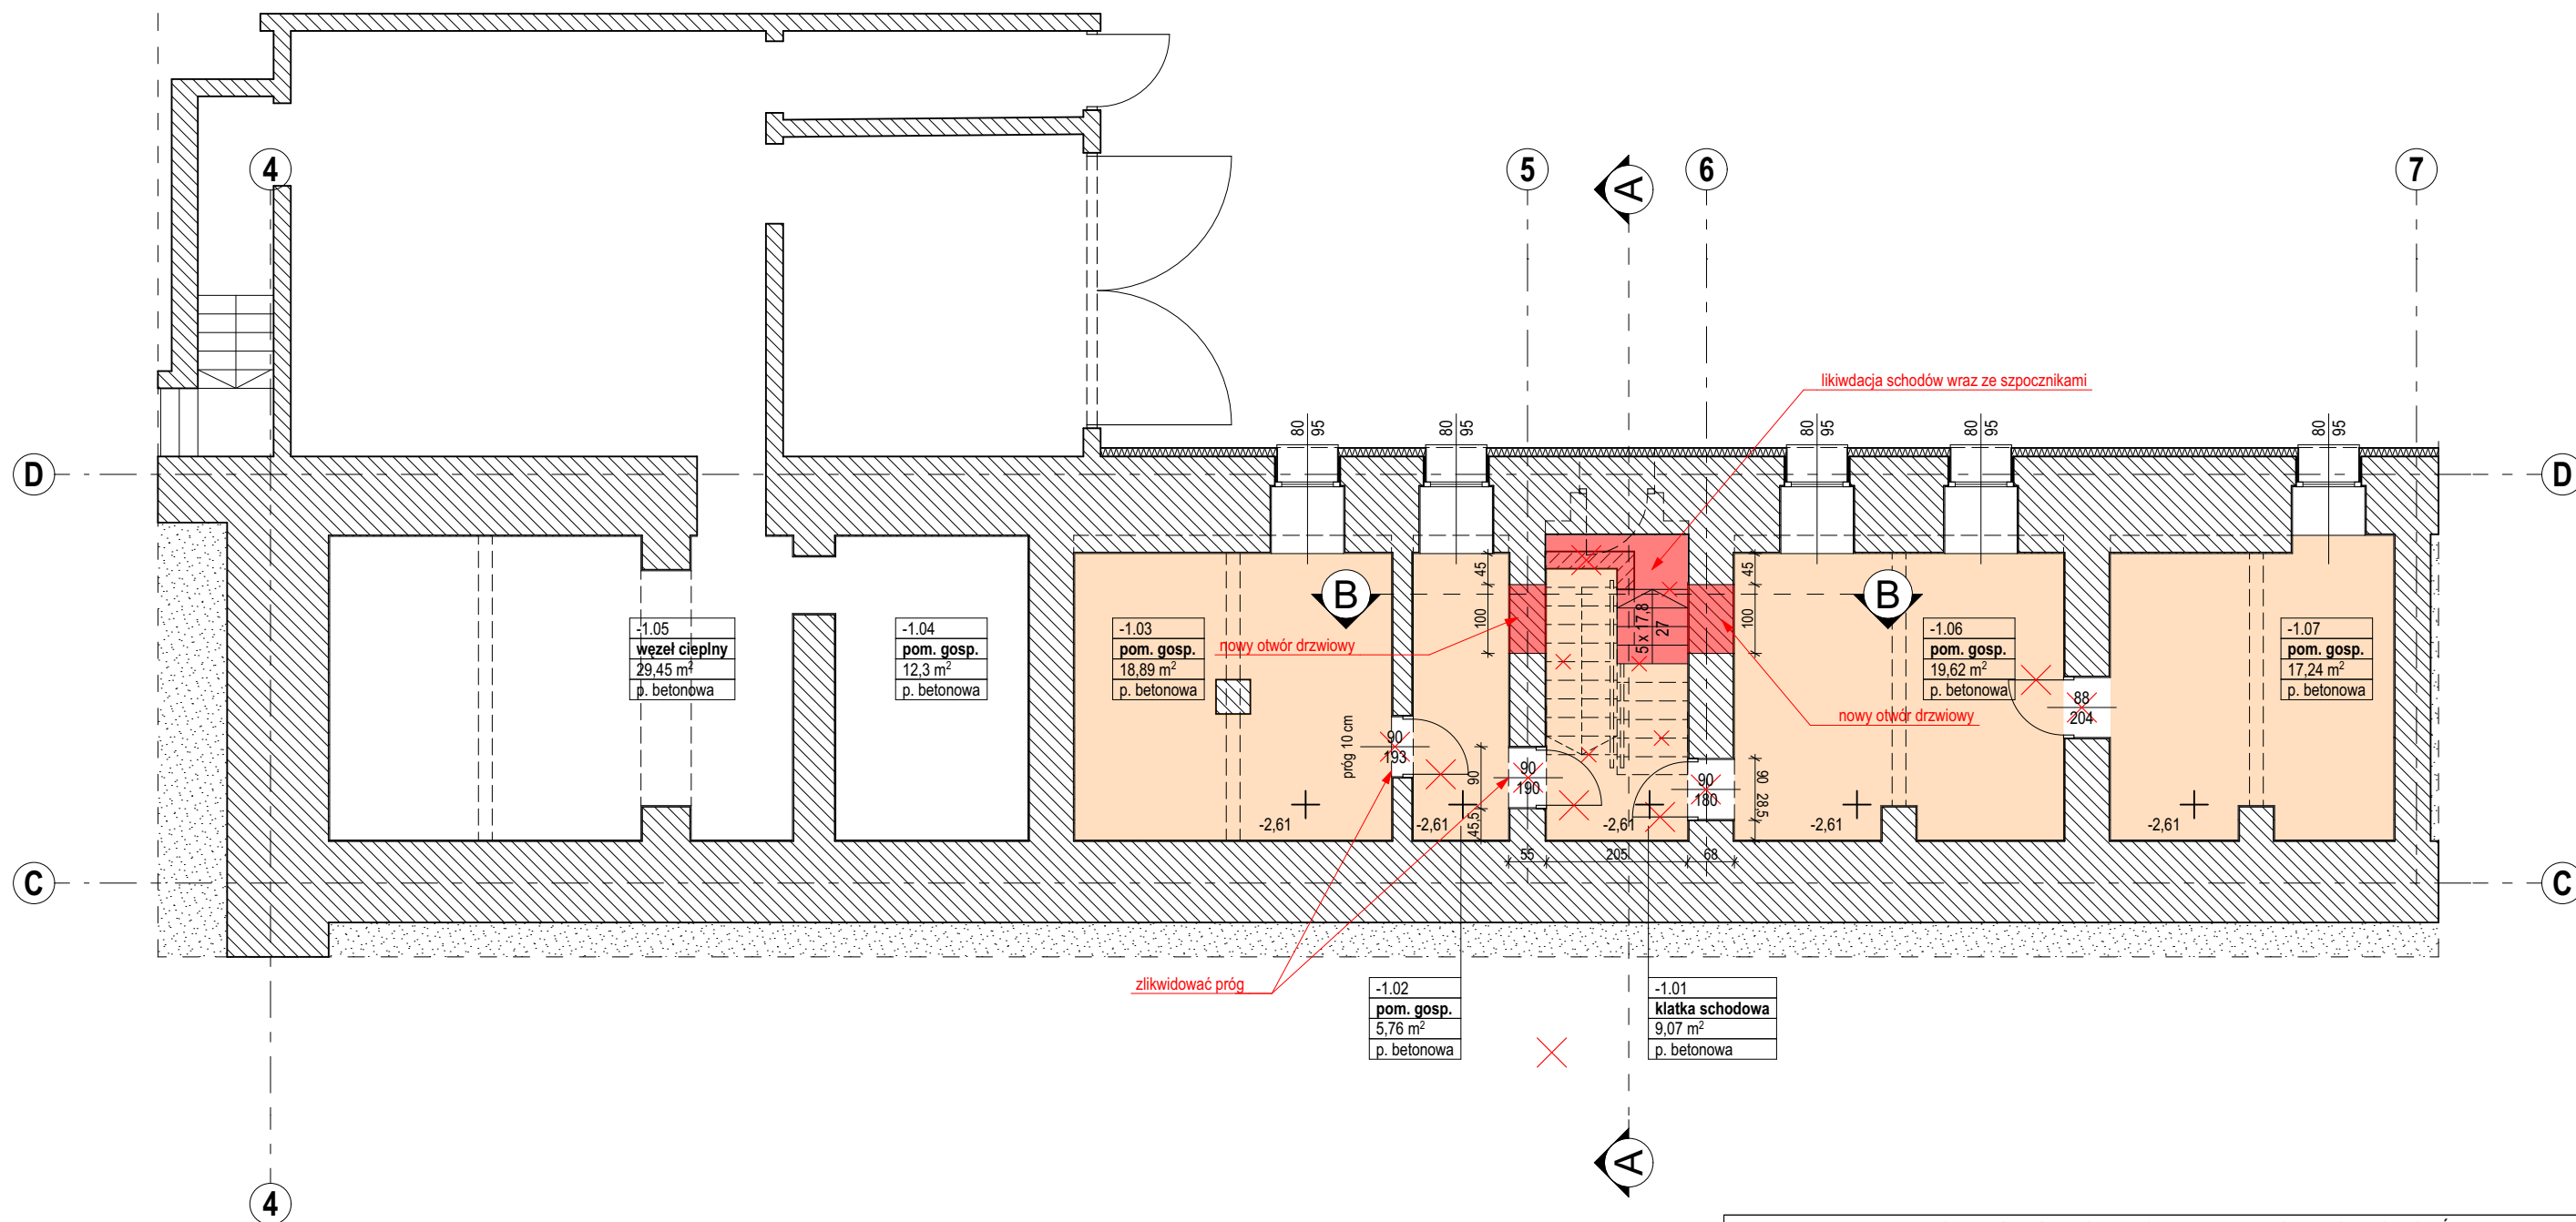 4
5
A
6
7
likiwdacja schodów wraz ze szpocznikami
80
95
80
95
80
95
80
95
80
95
D
D
45
45
B
B
100
100
5 x 17,8
27
-1.05
węzeł cieplny
29,45 m²
p. betonowa
-1.04
pom. gosp.
12,3 m²
p. betonowa
-1.03
pom. gosp.
18,89 m²
p. betonowa
nowy otwór drzwiowy
-1.06
pom. gosp.
19,62 m²
p. betonowa
-1.07
pom. gosp.
17,24 m²
p. betonowa
nowy otwór drzwiowy
88
204
próg 10 cm
90
193
90
90
190
90
180
90
28,5
45,5
-2,61
-2,61
-2,61
-2,61
-2,61
55
205
68
C
C
zlikwidować próg
-1.02
pom. gosp.
5,76 m²
p. betonowa
-1.01
klatka schodowa
9,07 m²
p. betonowa
A
4